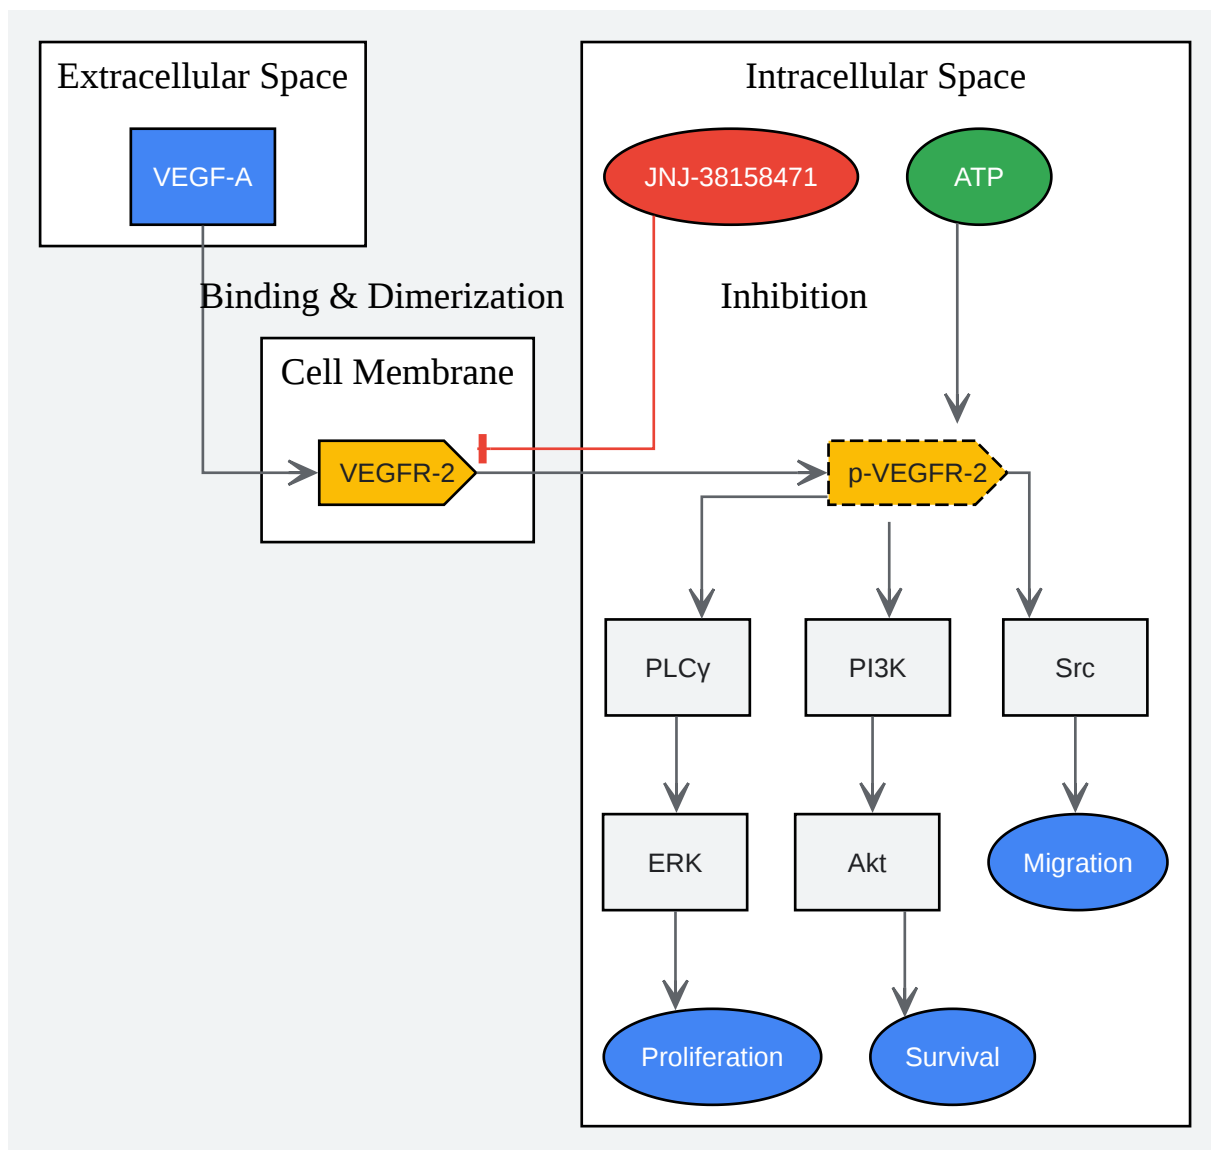 Extracellular Space
Intracellular Space
VEGF-A
JNJ-38158471
ATP
Binding & Dimerization
Inhibition
Cell Membrane
VEGFR-2
p-VEGFR-2
PLCγ
PI3K
Src
ERK
Akt
Migration
Proliferation
Survival